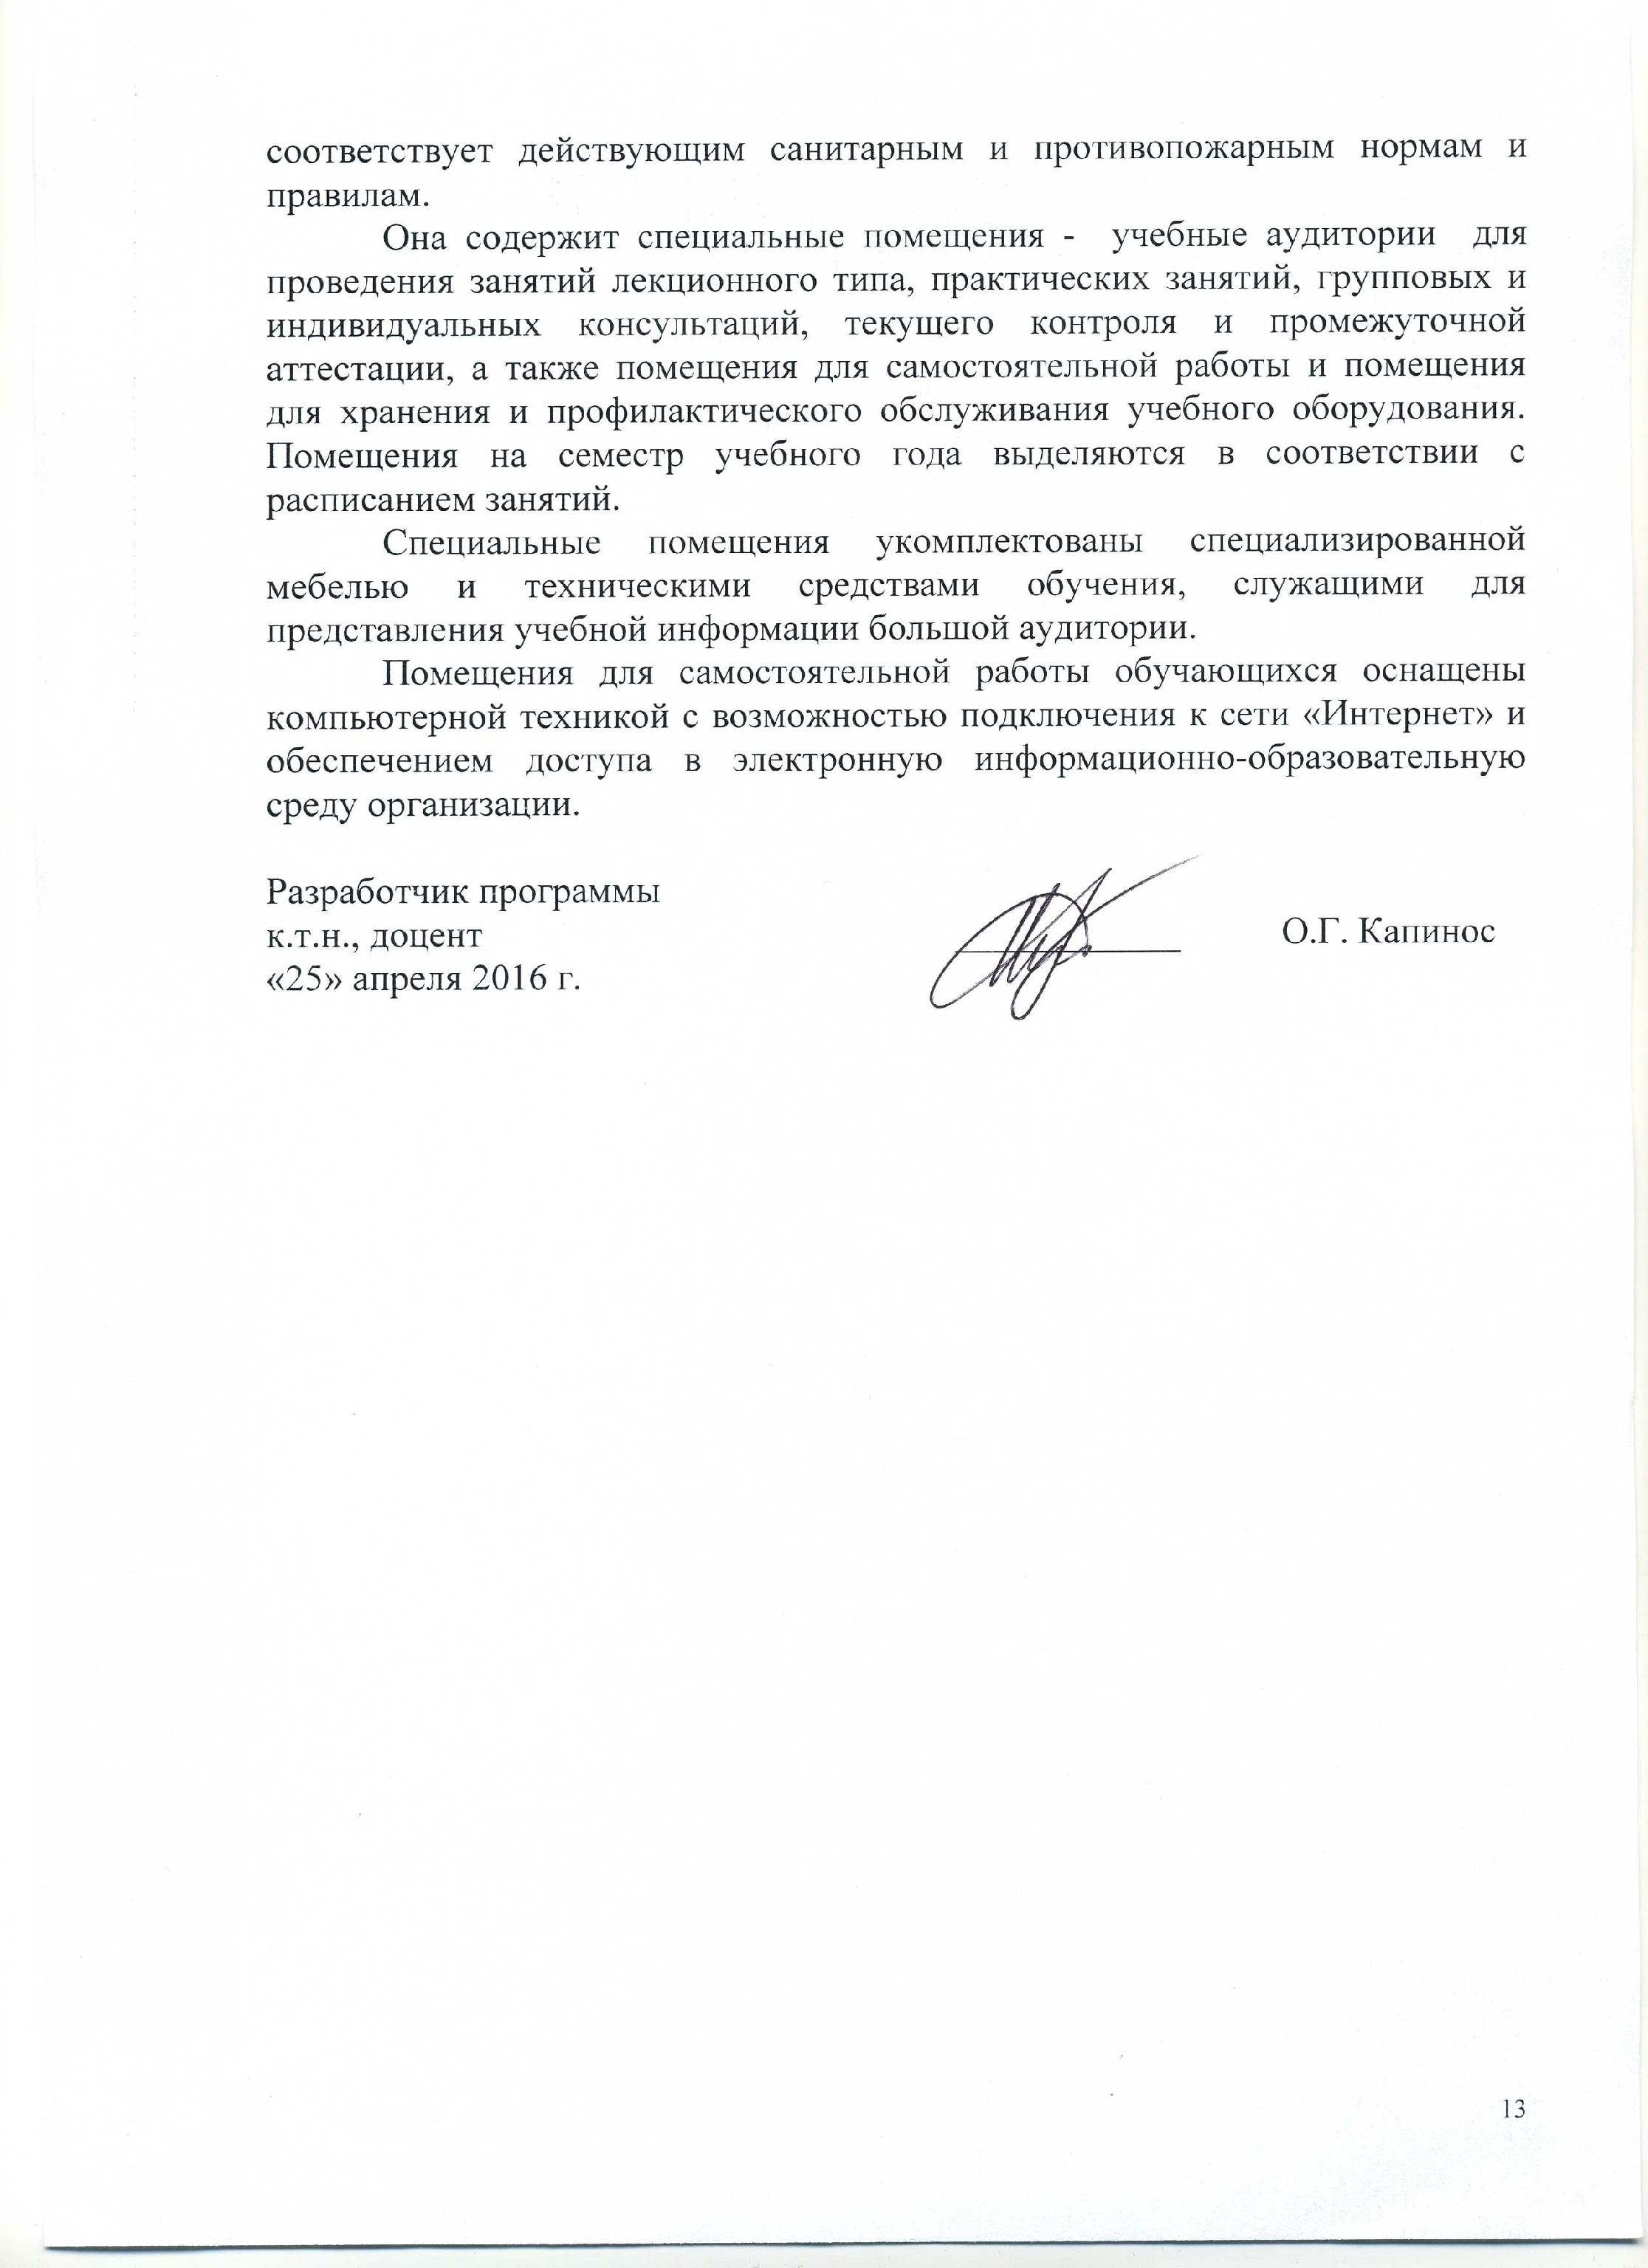 соответствует действующим санитарным и противопожарным нормам и
правилам.
Она содержит специальные помещения - учебные аудитории для
проведения занятий лекционного типа, практических занятий, групповых и
индивидуальных консультаций, текущего контроля и промежуточной
аттестации, а также помещения для самостоятельной работы и помещения
для хранения и профилактического обслуживания учебного оборудования.
Помещения на семестр учебного года выделяются в соответствии с
расписанием занятий.
Специальные помещения укомплектованы специализированной
мебелью и техническими средствами обучения, служащими для
представления учебной информации большой аудитории.
Помещения для самостоятельной работы обучающихся оснащены
компьютерной техникой с возможностью подключения к сети «Интернет» и
обеспечением доступа в электронную информационно-образовательную
среду организации.
Разработчик программы
к.т.н., доцент
О.Г. Капинос
«25» апреля 2016 г.
13